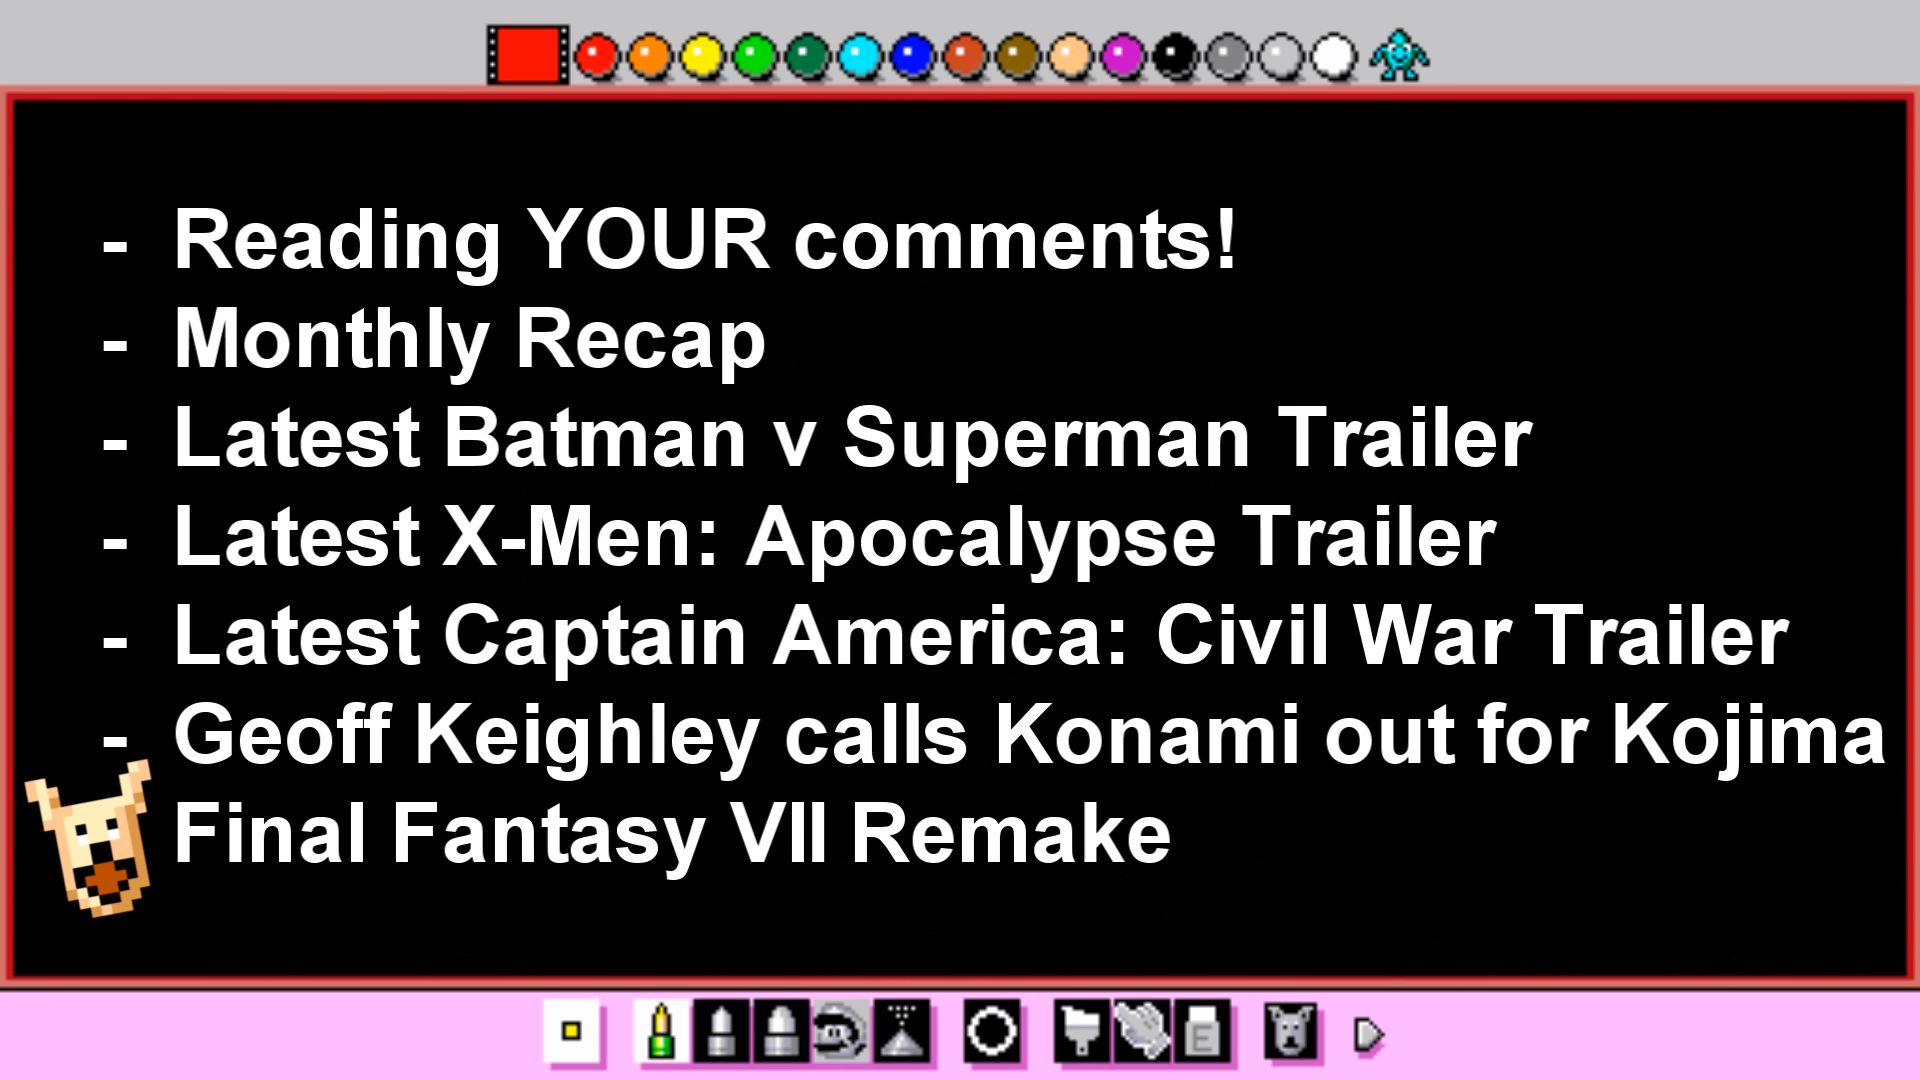 - Reading YOUR comments!
- Monthly Recap
- Latest Batman v Superman Trailer
- Latest X-Men: Apocalypse Trailer
- Latest Captain America: Civil War Trailer
- Geoff Keighley calls Konami out for Kojima
Final Fantasy VII Remake
E